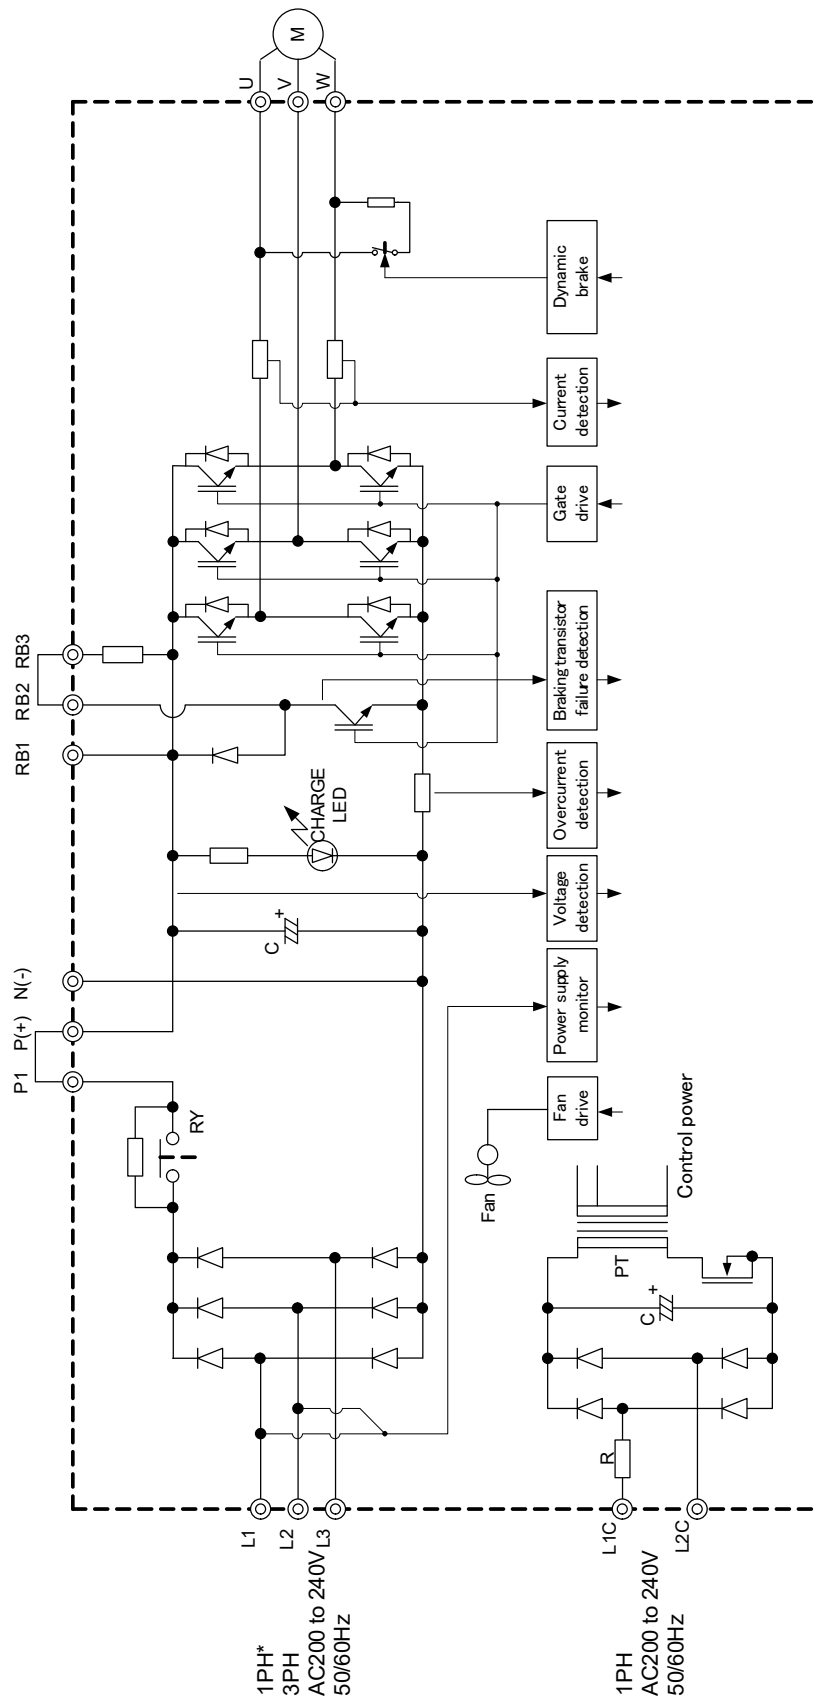 1PH*
3PH
AC200 to 240V
50/60Hz
L1
L2
L3
P1
P(+)
N(-)
RB1
RB2
RB3
RY
C
+
CHARGE
LED
U
V
W
M
Fan
Fan
drive
Power supply
monitor
Voltage
detection
Overcurrent
detection
Braking transistor
failure detection
Gate
drive
Current
detection
Dynamic
brake
1PH
AC200 to 240V
50/60Hz
L1C
L2C
R
C
+
PT
Control power